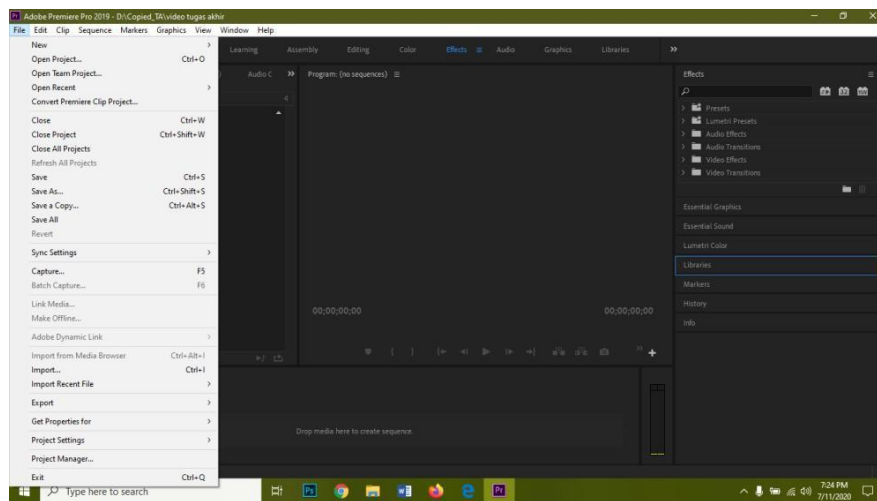 Adobe Premiere Pro 2019 - D:\Copied_TA\video tugas akhir
File Edit Clip Sequence Markers Graphics View Window Help
Learning Assembly Editing Color Effects Audio Graphics Libraries
New
Open Project... Ctrl+O
Open Team Project...
Open Recent
Convert Premiere Clip Project...
Close Ctrl+W
Close Project Ctrl+Shift+W
Close All Projects
Refresh All Projects
Save Ctrl+S
Save As... Ctrl+Shift+S
Save a Copy... Ctrl+Alt+S
Save All
Revert
Sync Settings
Capture... F5
Batch Capture... F6
Link Media...
Make Offline...
Adobe Dynamic Link
Import from Media Browser Ctrl+Alt+I
Import... Ctrl+I
Import Recent File
Export
Get Properties for
Project Settings
Project Manager...
Exit Ctrl+Q
Audio C
Program: (no sequences)
00;00;00;00 00;00;00;00
Drop media here to create sequence.
Effects
Presets
Lumetri Presets
Audio Effects
Audio Transitions
Video Effects
Video Transitions
Essential Graphics
Essential Sound
Lumetri Color
Libraries
Markers
History
Info
Type here to search
Ps
Pr
7:24 PM
7/11/2020